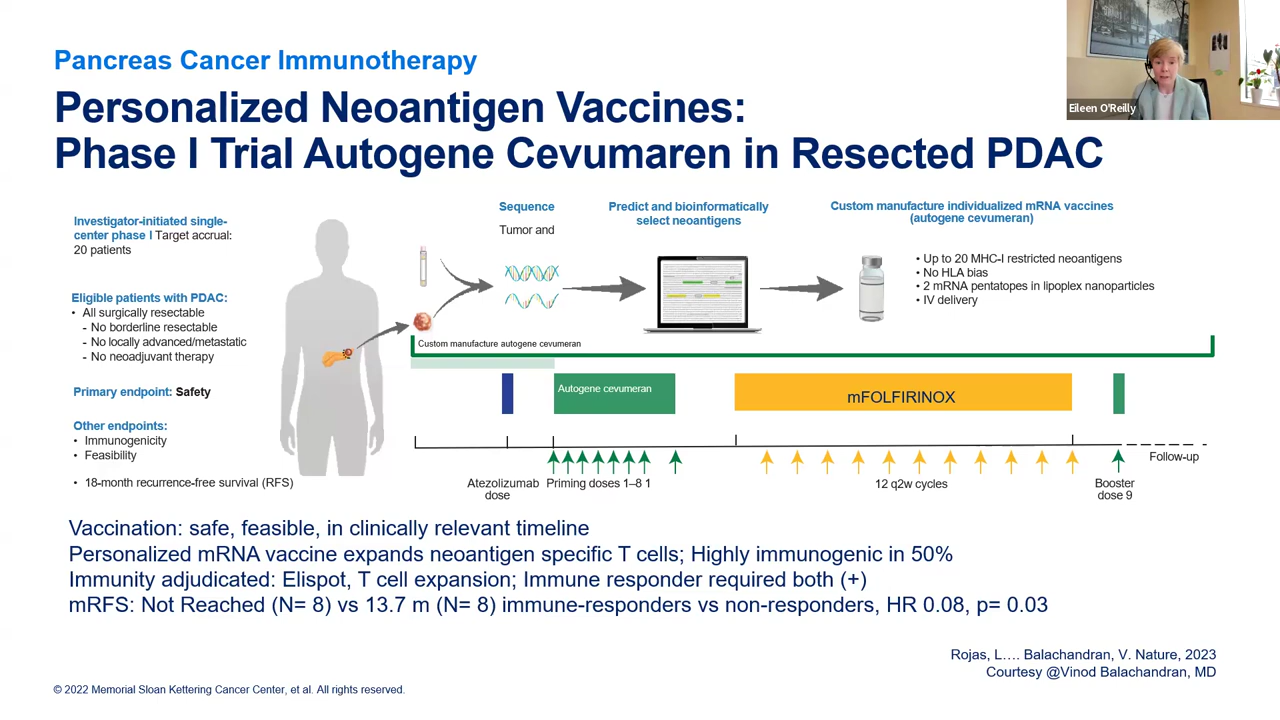 Pancreas Cancer Immunotherapy
Personalized Neoantigen Vaccines:
Phase I Trial Autogene Cevumaren in Resected PDAC
Eileen O'Reilly
Investigator-initiated single-
center phase I Target accrual:
20 patients
Eligible patients with PDAC:
• All surgically resectable
- No borderline resectable
- No locally advanced/metastatic
- No neoadjuvant therapy
Primary endpoint: Safety
Other endpoints:
• Immunogenicity
• Feasibility
• 18-month recurrence-free survival (RFS)
Sequence
Tumor and
Predict and bioinformatically
select neoantigens
Custom manufacture individualized mRNA vaccines
(autogene cevumeran)
• Up to 20 MHC-I restricted neoantigens
• No HLA bias
• 2 mRNA pentatopes in lipoplex nanoparticles
• IV delivery
Custom manufacture autogene cevumeran
Autogene cevumeran
mFOLFIRINOX
Atezolizumab
dose
Priming doses 1–8 1
12 q2w cycles
Booster
dose 9
Follow-up
Vaccination: safe, feasible, in clinically relevant timeline
Personalized mRNA vaccine expands neoantigen specific T cells; Highly immunogenic in 50%
Immunity adjudicated: Elispot, T cell expansion; Immune responder required both (+)
mRFS: Not Reached (N= 8) vs 13.7 m (N= 8) immune-responders vs non-responders, HR 0.08, p= 0.03
Rojas, L…. Balachandran, V. Nature, 2023
Courtesy @Vinod Balachandran, MD
© 2022 Memorial Sloan Kettering Cancer Center, et al. All rights reserved.